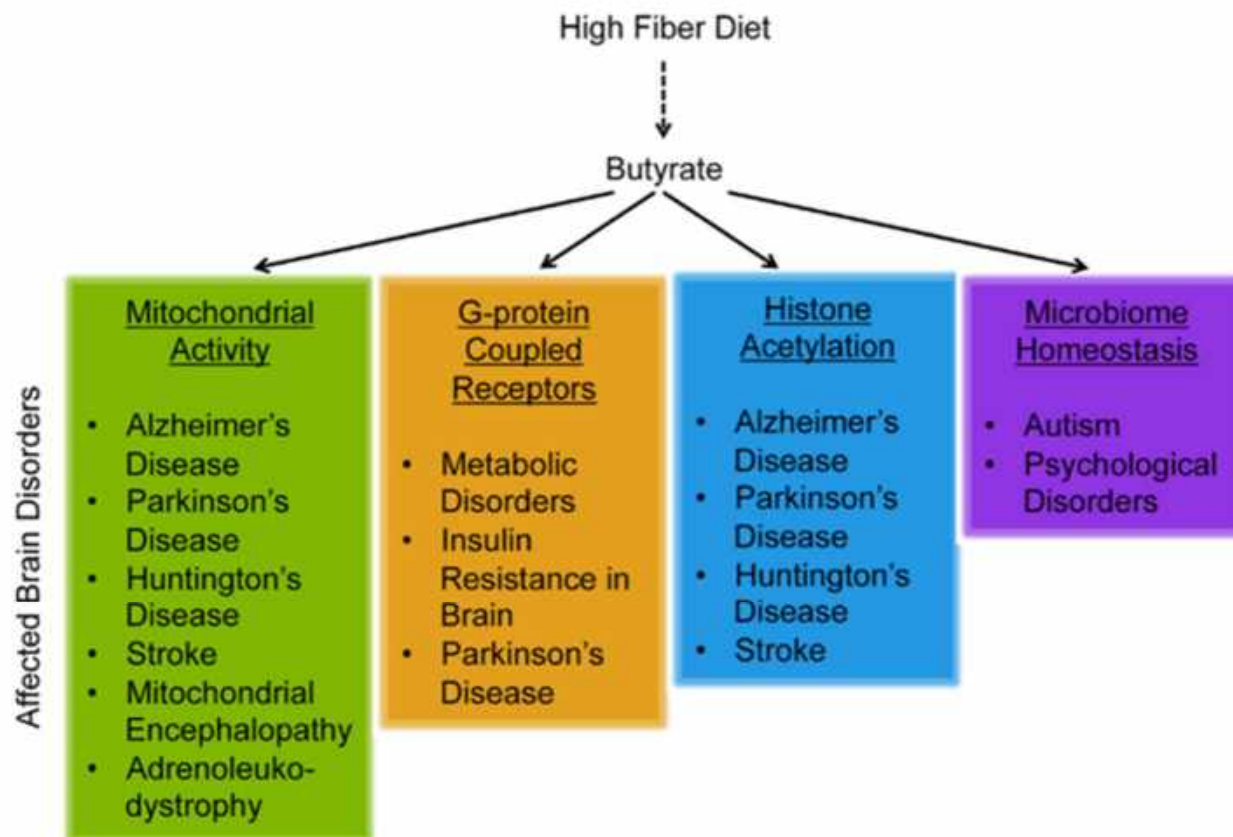 High Fiber Diet
Butyrate
Affected Brain Disorders
Mitochondrial
Activity
• Alzheimer's
Disease
• Parkinson's
Disease
• Huntington's
Disease
• Stroke
• Mitochondrial
Encephalopathy
• Adrenoleuko-
dystrophy
G-protein
Coupled
Receptors
• Metabolic
Disorders
• Insulin
Resistance in
Brain
• Parkinson's
Disease
Histone
Acetylation
• Alzheimer's
Disease
• Parkinson's
Disease
• Huntington's
Disease
• Stroke
Microbiome
Homeostasis
• Autism
• Psychological
Disorders